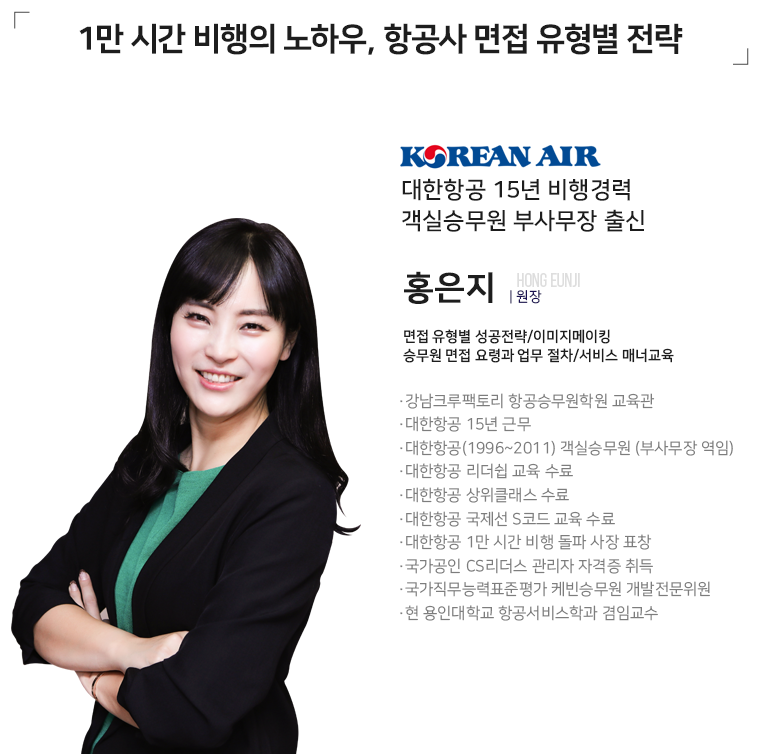 1만 시간 비행의 노하우, 항공사 면접 유형별 전략
KOREAN AIR
대한항공 15년 비행경력
객실승무원 부사무장 출신
홍은지
HONG EUNJI
| 원장
면접 유형별 성공전략/이미지메이킹
승무원 면접 요령과 업무 절차/서비스 매너교육
·강남크루팩토리 항공승무원학원 교육관
·대한항공 15년 근무
·대한항공(1996~2011) 객실승무원 (부사무장 역임)
·대한항공 리더쉽 교육 수료
·대한항공 상위클래스 수료
·대한항공 국제선 S코드 교육 수료
·대한항공 1만 시간 비행 돌파 사장 표창
·국가공인 CS리더스 관리자 자격증 취득
·국가직무능력표준평가 케빈승무원 개발전문위원
·현 용인대학교 항공서비스학과 겸임교수